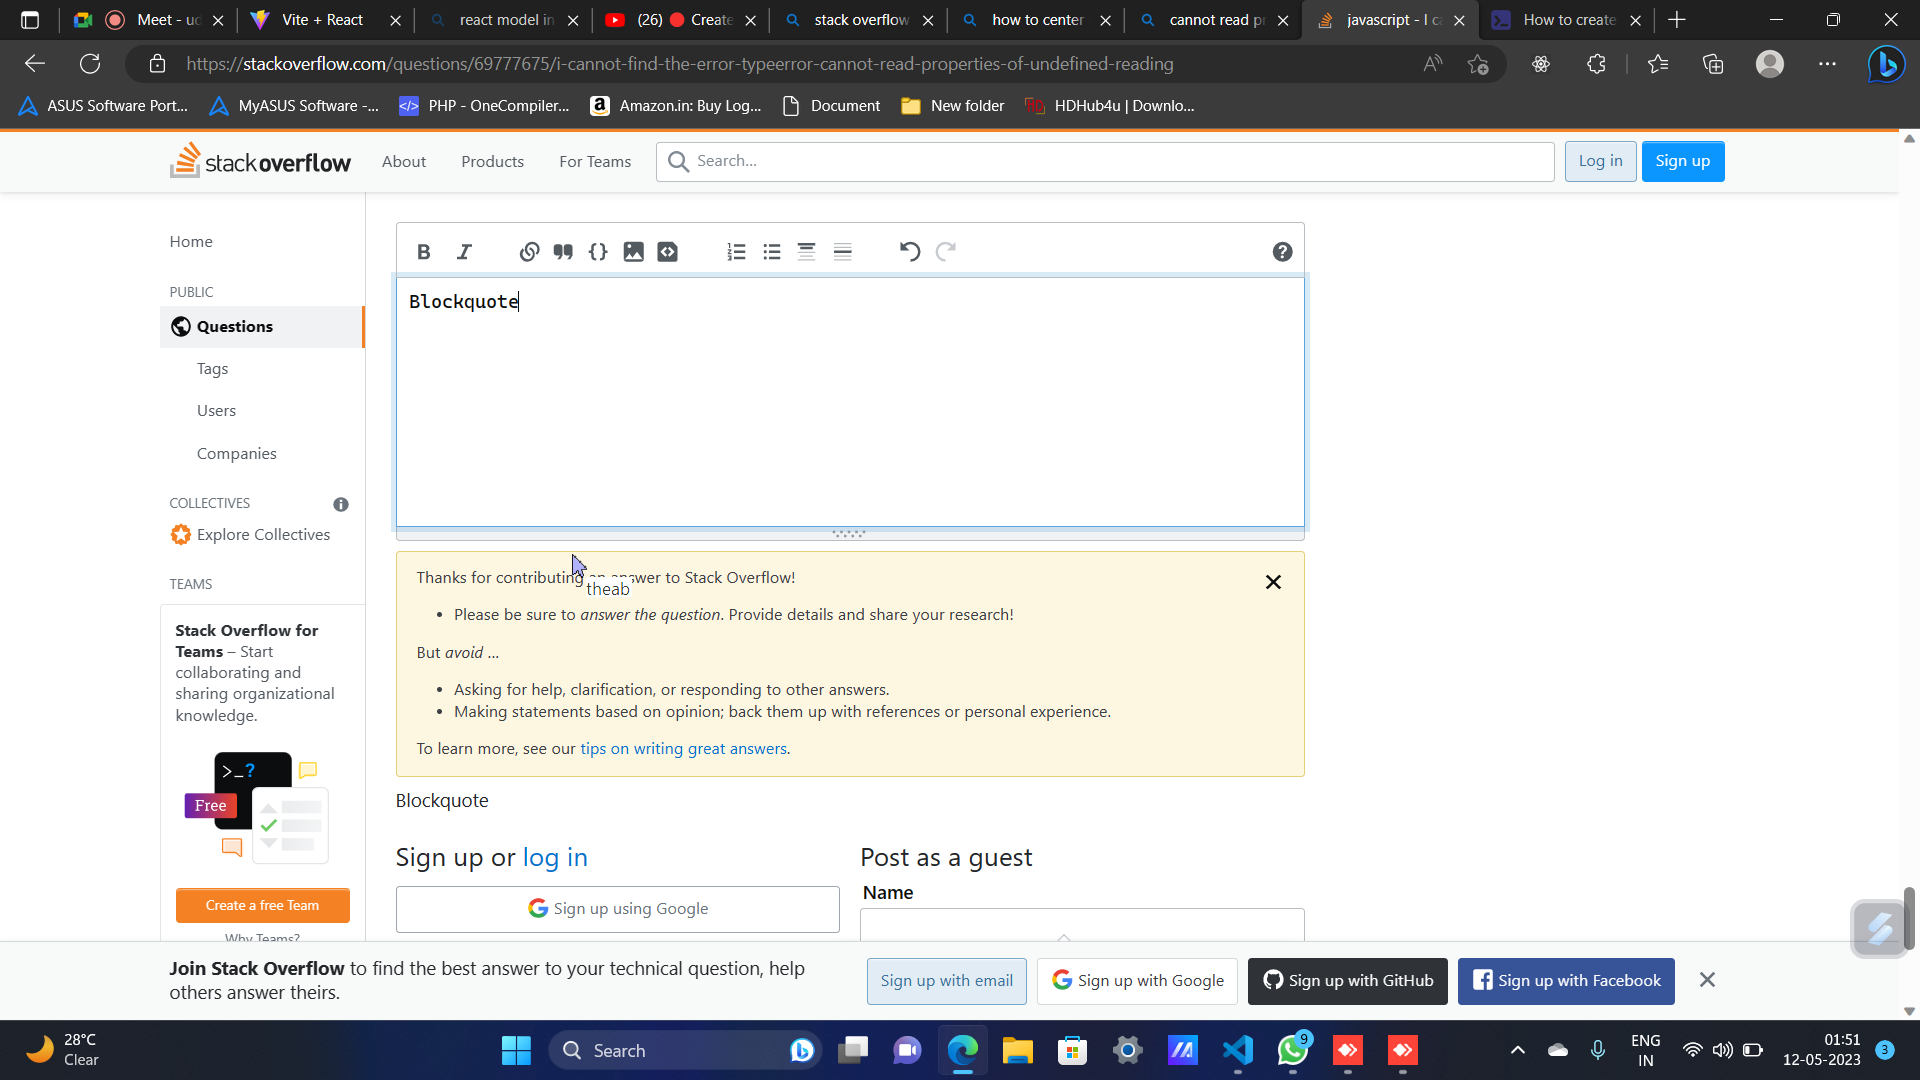 Meet - ud
Vite + React
react model in
(26) Create
stack overflow
how to center
cannot read pr
javascript - I ca
How to create
https://stackoverflow.com/questions/69777675/i-cannot-find-the-error-typeerror-cannot-read-properties-of-undefined-reading
ASUS Software Port...
MyASUS Software -...
PHP - OneCompiler...
Amazon.in: Buy Log...
Document
New folder
HDHub4u | Downlo...
stackoverflow
About
Products
For Teams
Search...
Log in
Sign up
Home
PUBLIC
Questions
Tags
Users
Companies
COLLECTIVES
Explore Collectives
TEAMS
Stack Overflow for
Teams – Start
collaborating and
sharing organizational
knowledge.
>_?
Free
Create a free Team
Why Teams?
B I
Blockquote
Thanks for contributing an answer to Stack Overflow!
theab
• Please be sure to answer the question. Provide details and share your research!
But avoid ...
• Asking for help, clarification, or responding to other answers.
• Making statements based on opinion; back them up with references or personal experience.
To learn more, see our tips on writing great answers.
Blockquote
Sign up or log in
Sign up using Google
Post as a guest
Name
Join Stack Overflow to find the best answer to your technical question, help
others answer theirs.
Sign up with email
Sign up with Google
Sign up with GitHub
Sign up with Facebook
28°C
Clear
Search
9
ENG
IN
01:51
12-05-2023
3